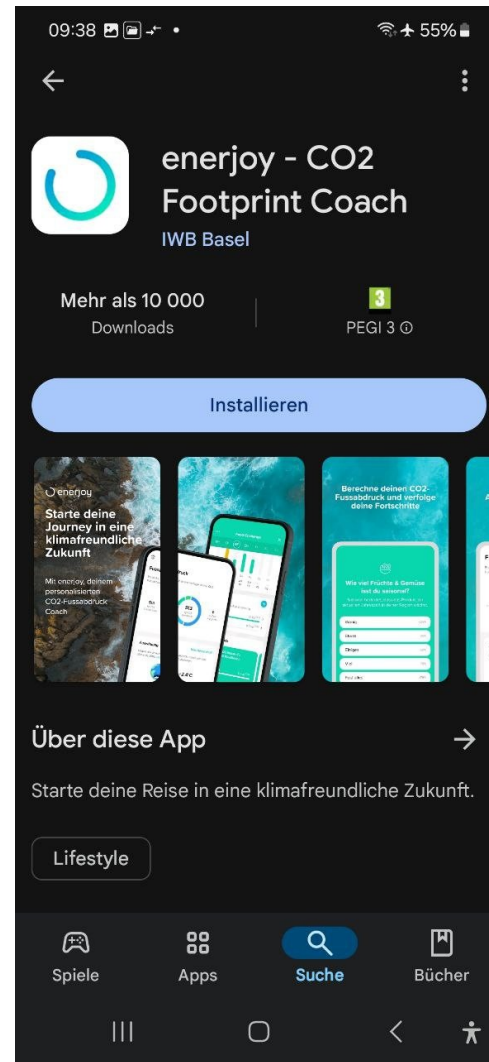 09:38
55%
enerjoy - CO2
Footprint Coach
IWB Basel
Mehr als 10 000
Downloads
3
PEGI 3
Installieren
enerjoy
Starte deine
Journey in eine
klimafreundliche
Zukunft
Mit enerjoy, deinem
personalisierten
CO2-Fussabdruck
Coach
Berechne deinen CO2-
Fussabdruck und verfolge
deine Fortschritte
Wie viel Früchte & Gemüse
isst du saisonal?
Über diese App
Starte deine Reise in eine klimafreundliche Zukunft.
Lifestyle
Spiele
Apps
Suche
Bücher